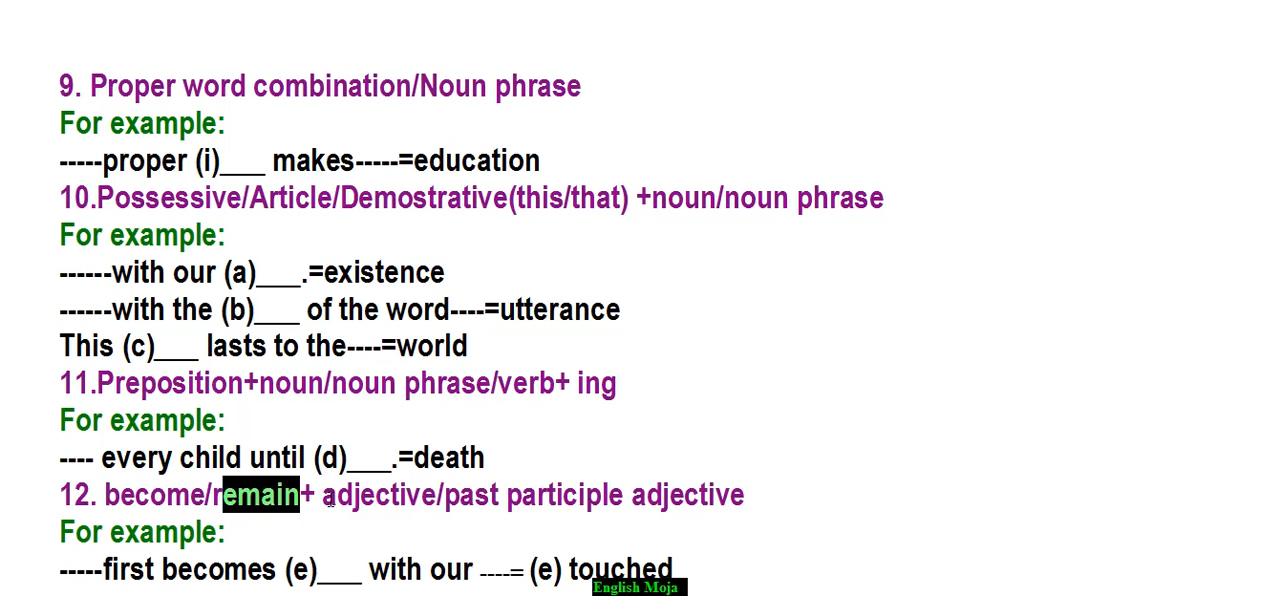 9. Proper word combination/Noun phrase
For example:
-----proper (i)___ makes-----=education
10.Possessive/Article/Demostrative(this/that) +noun/noun phrase
For example:
------with our (a)___.=existence
------with the (b)___ of the word----=utterance
This (c)___ lasts to the----=world
11.Preposition+noun/noun phrase/verb+ ing
For example:
---- every child until (d)___.=death
12. become/remain+ adjective/past participle adjective
For example:
-----first becomes (e)___ with our ----= (e) touched
English Moja